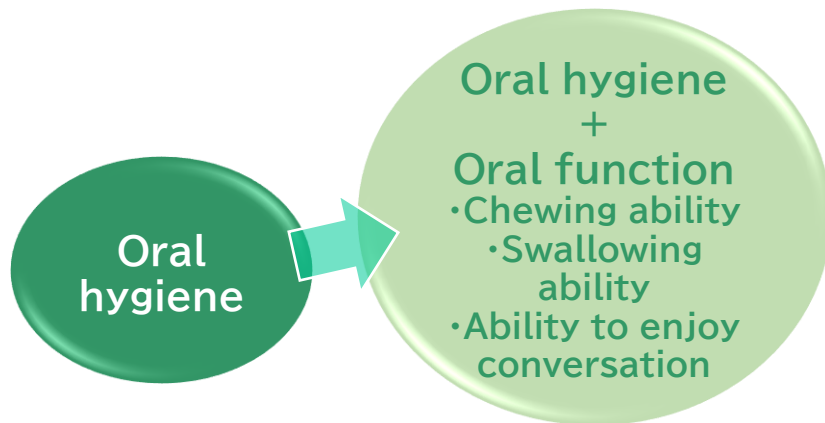 Oral
hygiene
Oral hygiene
+
Oral function
・Chewing ability
・Swallowing
ability
・Ability to enjoy
conversation